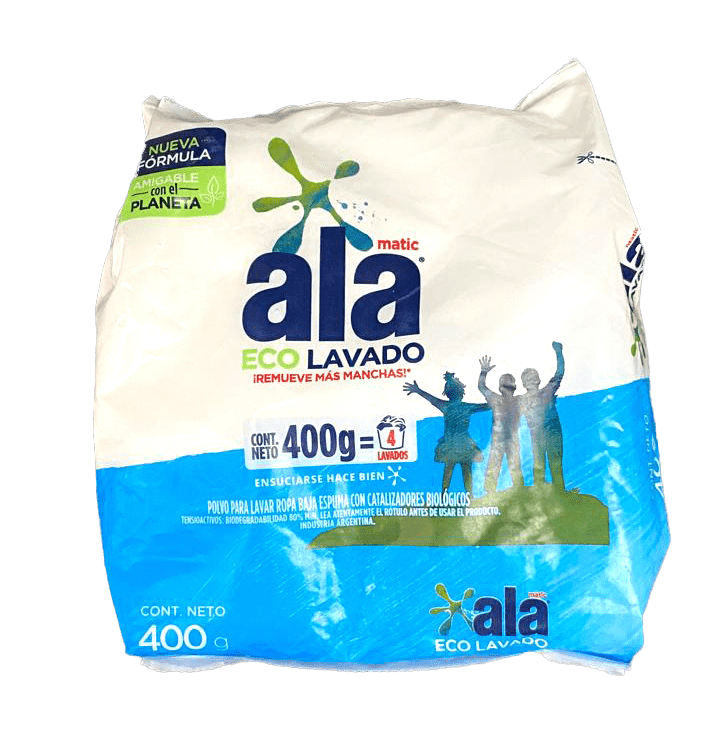 NUEVA
FÓRMULA
AMIGABLE
con el
PLANETA
matic
ala®
ECO LAVADO
¡REMUEVE MÁS MANCHAS!*
CONT.
NETO
400g=
4
LAVADOS
ENSUCIARSE HACE BIEN
POLVO PARA LAVAR ROPA BAJA ESPUMA CON CATALIZADORES BIOLÓGICOS
TENSIOACTIVOS: BIODEGRADABILIDAD 80% MIN. LEA ATENTAMENTE EL ROTULO ANTES DE USAR EL PRODUCTO.
INDUSTRIA ARGENTINA.
CONT. NETO
400 g
matic
ala
ECO LAVADO